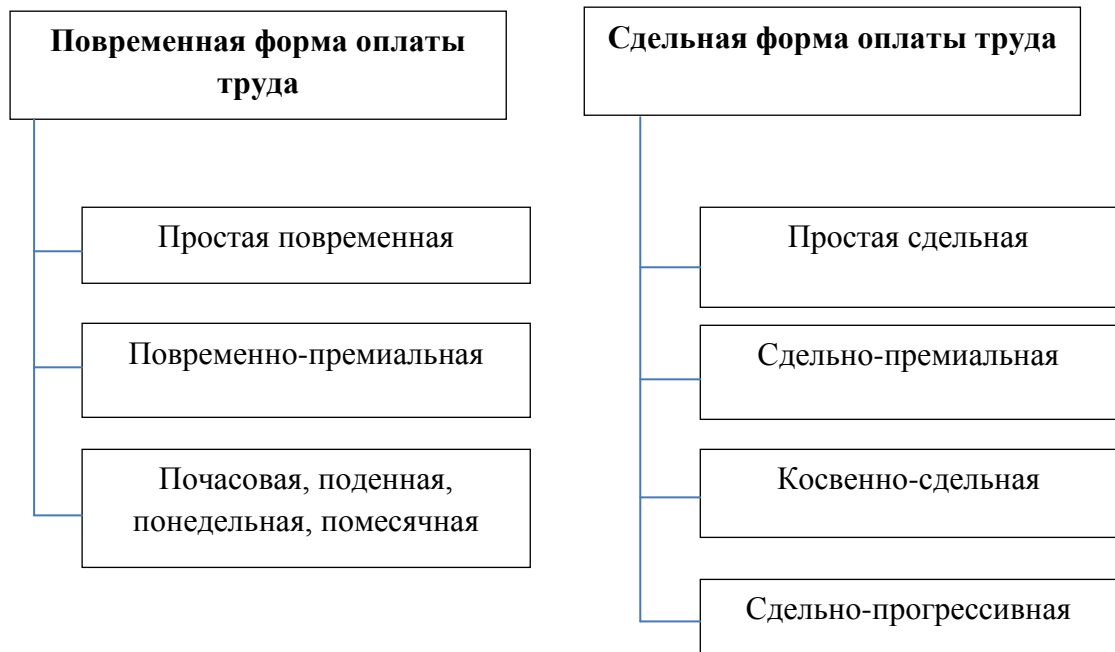 Повременная форма оплаты
труда
Простая повременная
Повременно-премиальная
Почасовая, поденная,
понедельная, помесячная
Сдельная форма оплаты труда
Простая сдельная
Сдельно-премиальная
Косвенно-сдельная
Сдельно-прогрессивная